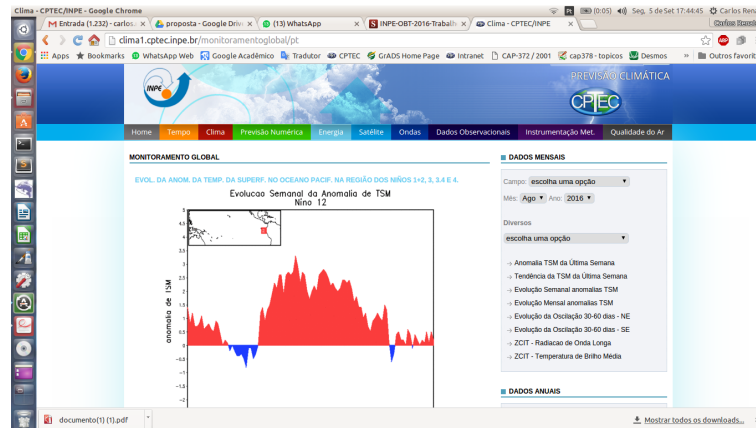 Clima - CPTEC/INPE - Google Chrome
(0:05) Seg, 5 de Set 17:44:45 Carlos Rena
M Entrada (1.232) - carlos.
proposta - Google Driv
(13) WhatsApp
INPE-OBT-2016-Trabalh
Clima - CPTEC/INPE
clima1.cptec.inpe.br/monitoramentoglobal/pt
Apps Bookmarks WhatsApp Web Google Acadêmico Tradutor CPTEC GrADS Home Page Intranet CAP-372 / 2001 cap378 - topicos Desmos » Outros favorit
INPE
PREVISÃO CLIMÁTICA
CPTEC
Home Tempo Clima Previsão Numérica Energia Satélite Ondas Dados Observacionais Instrumentação Met. Qualidade do Ar
MONITORAMENTO GLOBAL
EVOL. DA ANOM. DA TEMP. DA SUPERF. NO OCEANO PACIF. NA REGIÃO DOS NIÑOS 1+2, 3, 3.4 E 4.
Evolucao Semanal da Anomalia de TSM
Nino 12
anomalia de TSM
5
4.5
4
3.5
3
2.5
2
1.5
1
0.5
0
-0.5
-1
-1.5
-2
DADOS MENSAIS
Campo: escolha uma opção
Mês: Ago Ano: 2016
Diversos
escolha uma opção
Anomalia TSM da Última Semana
Tendência da TSM da Última Semana
Evolução Semanal anomalias TSM
Evolução Mensal anomalias TSM
Evolução da Oscilação 30-60 dias - NE
Evolução da Oscilação 30-60 dias - SE
ZCIT - Radiacao de Onda Longa
ZCIT - Temperatura de Brilho Média
DADOS ANUAIS
documento(1) (1).pdf
Mostrar todos os downloads...